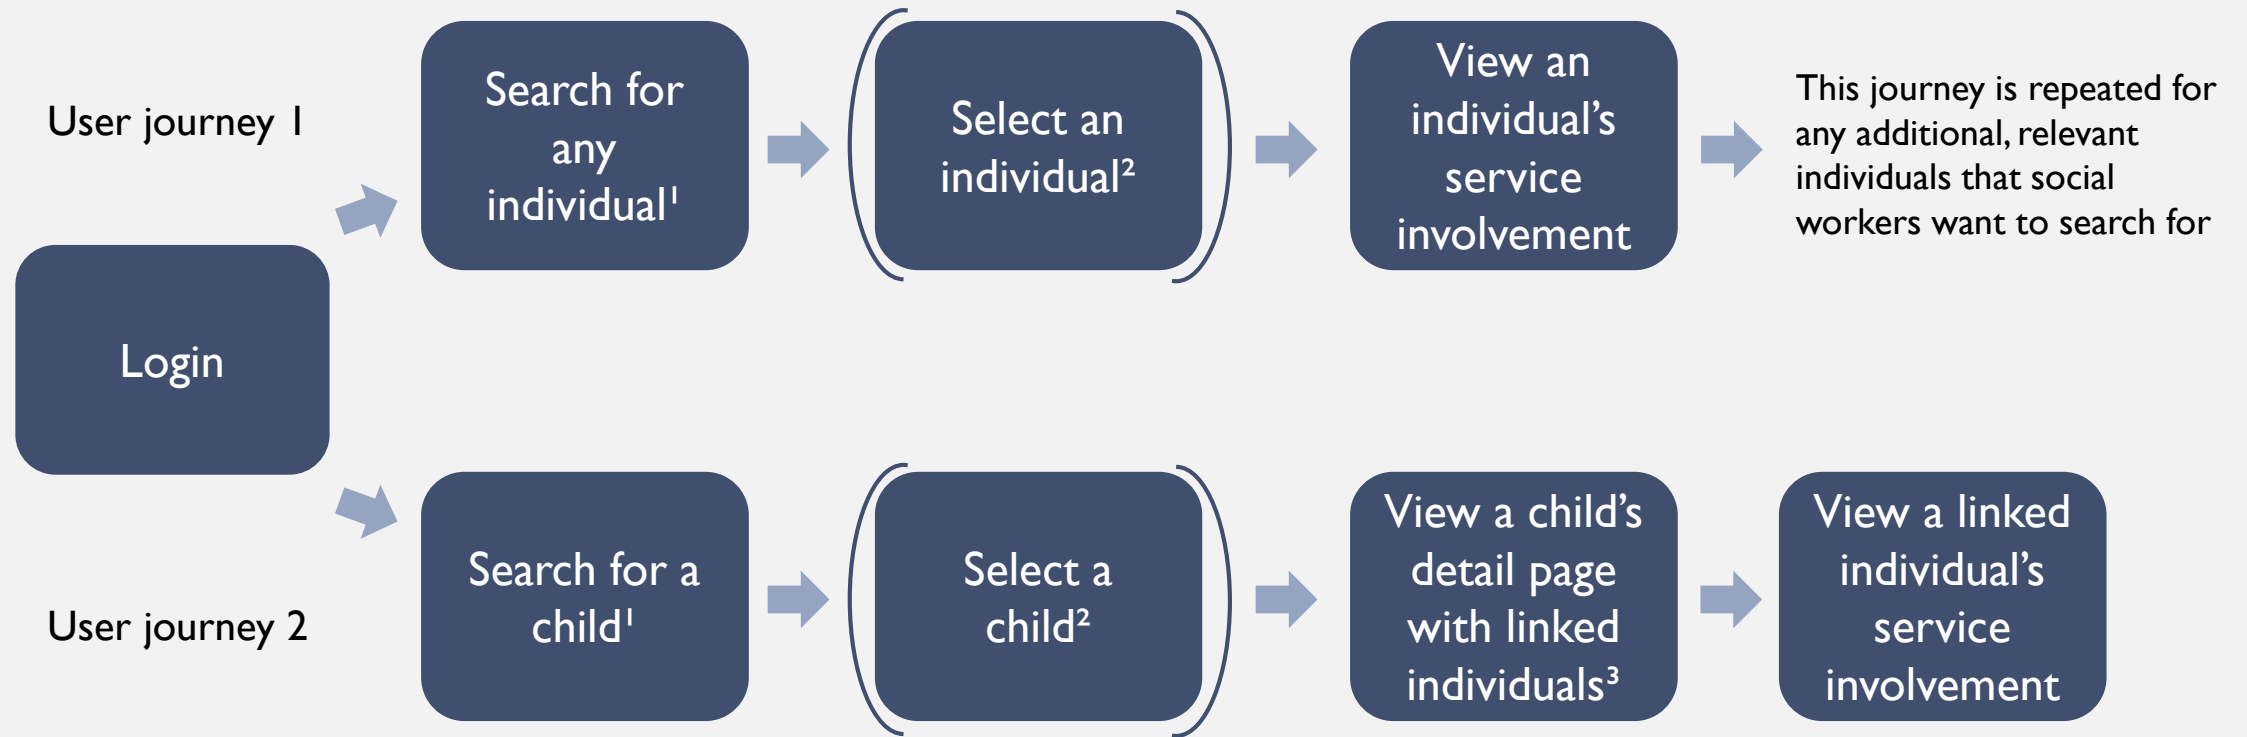 User journey 1
Search for
any
individual¹
Select an
individual²
View an
individual’s
service
involvement
This journey is repeated for
any additional, relevant
individuals that social
workers want to search for
Login
User journey 2
Search for a
child¹
Select a
child²
View a child’s
detail page
with linked
individuals³
View a linked
individual’s
service
involvement